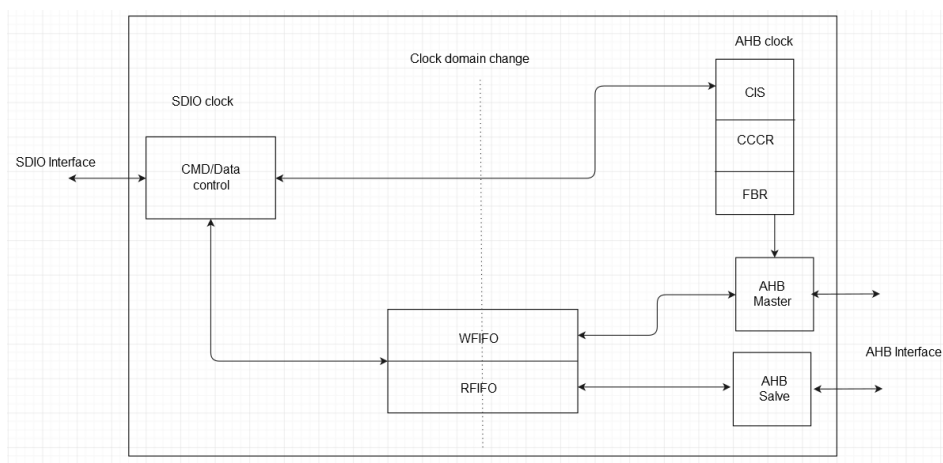 AHB clock
Clock domain change
SDIO clock
CIS
CCCR
FBR
SDIO Interface
CMD/Data
control
AHB
Master
WFIFO
RFIFO
AHB Interface
AHB
Salve